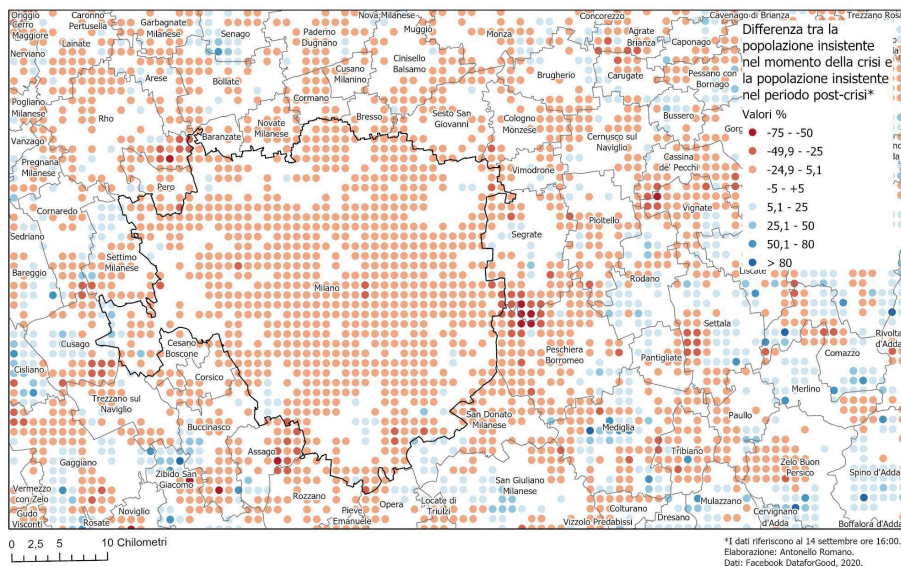 Origgio
Cerro
Maggiore
Caronno
Pertusella
Garbagnate
Milanese
Senago
Paderno
Dugnano
Nova Milanese
Muggiò
Monza
Concorezzo
Agrate
Brianza
Cavenago di Brianza
Caponago
Trezzano Rosa
Nerviano
Lainate
Arese
Bollate
Cusano
Milanino
Cinisello
Balsamo
Brugherio
Carugate
Pessano con
Bornago
Pogliano
Milanese
Rho
Baranzate
Novate
Milanese
Cormano
Bresso
Sesto San
Giovanni
Cologno
Monzese
Cernusco sul
Naviglio
Bussero
Vanzago
Pregnana
Milanese
Pero
Vimodrone
Cassina
de' Pecchi
Vignate
Cornaredo
Sedriano
Settimo
Milanese
Segrate
Pioltello
Bareggio
Milano
Rodano
Liscate
Cusago
Cesano
Boscone
Settala
Rivolta
d'Adda
Cisliano
Corsico
Peschiera
Borromeo
Pantigliate
Comazzo
Trezzano sul
Naviglio
Merlino
Buccinasco
San Donato
Milanese
Mediglia
Paullo
Gaggiano
Assago
Tribiano
Zelo Buon
Persico
Spino d'Adda
Zibido San
Giacomo
San Giuliano
Milanese
Vermezzo
con Zelo
Rozzano
Opera
Locate di
Triulzi
Colturano
Mulazzano
Gudo
Visconti
Rosate
Noviglio
Pieve
Emanuele
Vizzolo Predabissi
Dresano
Cervignano
d'Adda
Boffalora d'Adda
Differenza tra la
popolazione insistente
nel momento della crisi e
la popolazione insistente
nel periodo post-crisi*
Valori %
-75 - -50
-49,9 - -25
-24,9 - 5,1
-5 - +5
5,1 - 25
25,1 - 50
50,1 - 80
> 80
0 2,5 5 10 Chilometri
*I dati riferiscono al 14 settembre ore 16:00.
Elaborazione: Antonello Romano.
Dati: Facebook DataforGood, 2020.